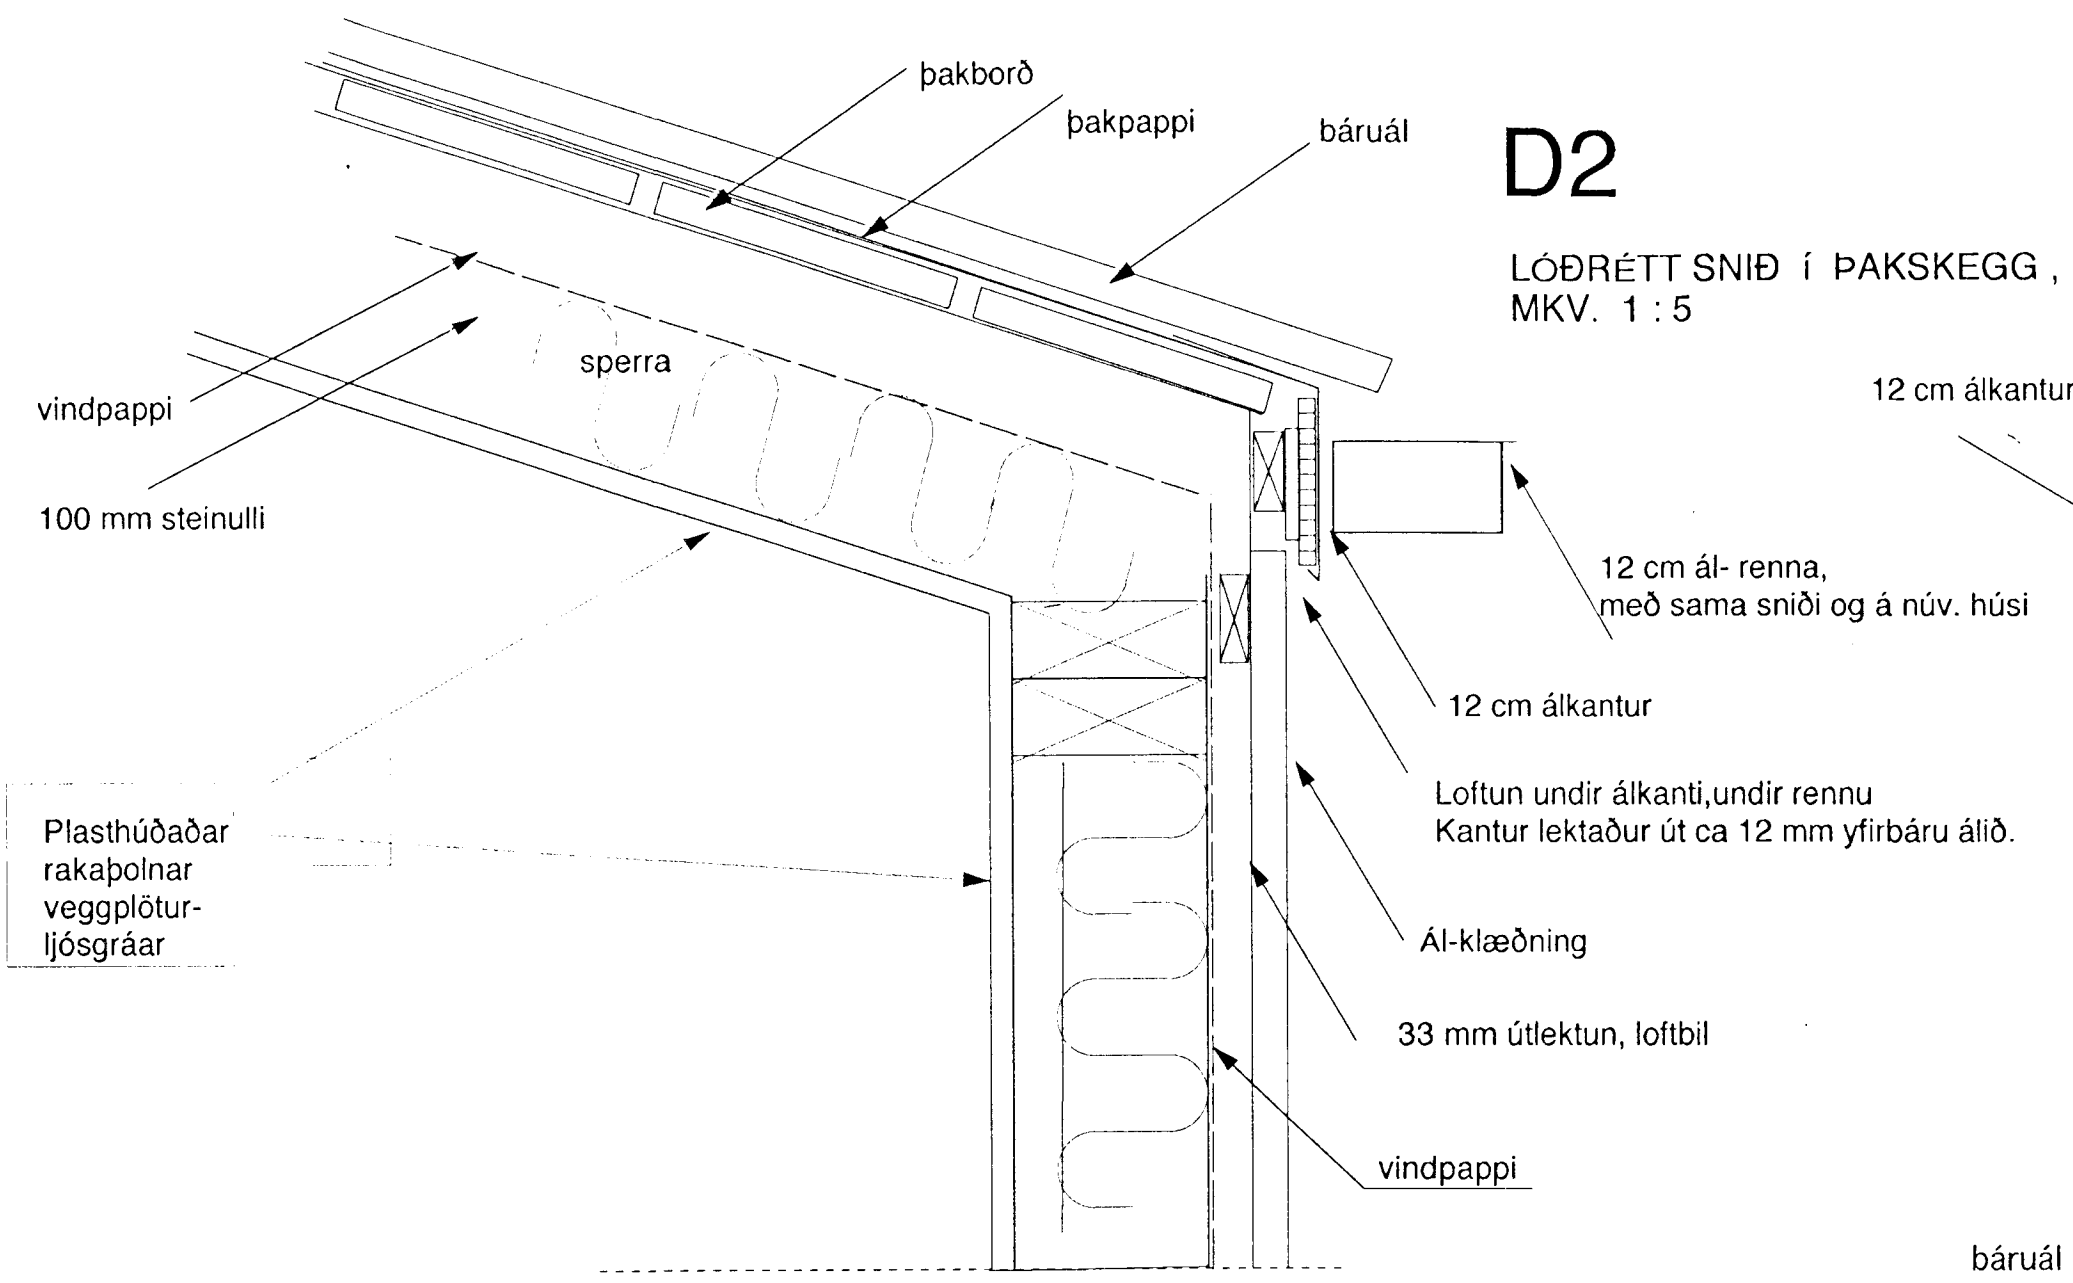 þakborð
þakpappi
báruál
D2
LÓÐRÉTT SNIÐ Í ÞAKSKEGG ,
MKV. 1 : 5
sperra
vindpappi
100 mm steinulli
12 cm álkantur
12 cm ál- renna,
með sama sniði og á núv. húsi
12 cm álkantur
Loftun undir álkanti,undir rennu
Kantur lektaður út ca 12 mm yfirbáru álið.
Plasthúðaðar
rakaþolnar
veggplötur-
ljósgráar
Ál-klæðning
33 mm útlektun, loftbil
vindpappi
báruál